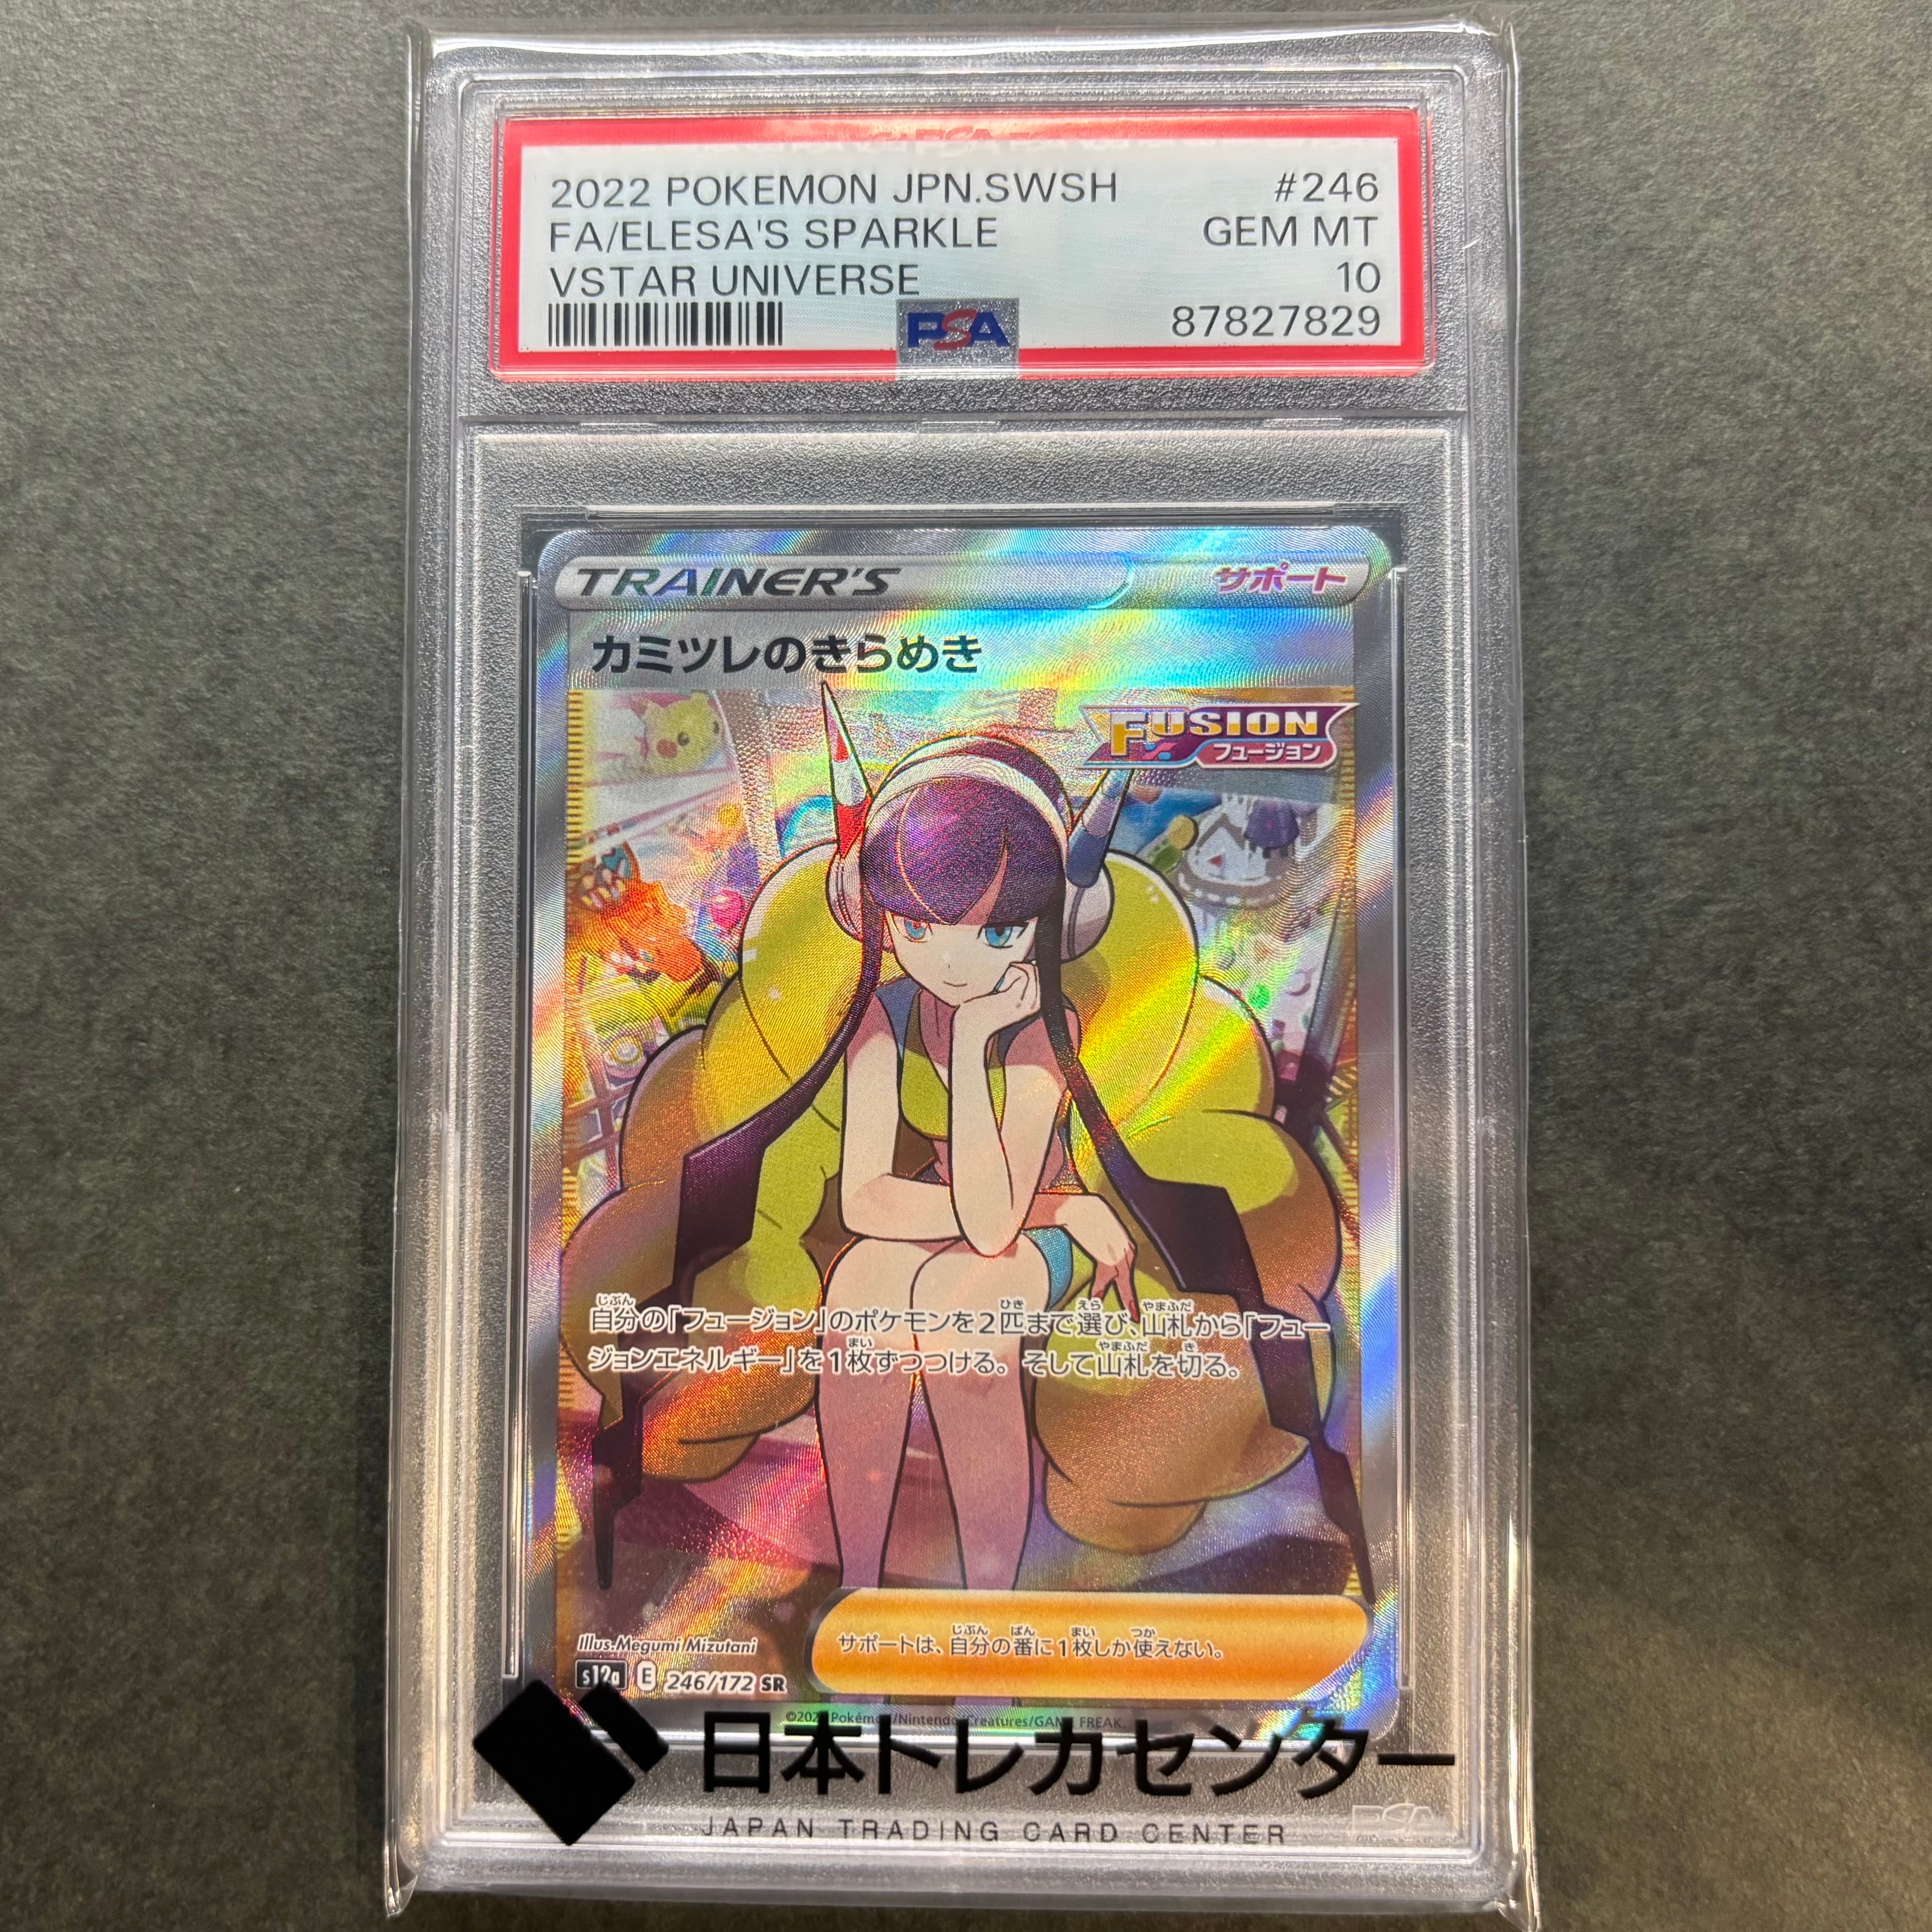 2022 POKEMON JPN.SWSH #246
FA/ELESA'S SPARKLE GEM MT
VSTAR UNIVERSE 10
PSA 87827829
TRAINER'S サポート
カミツレのきらめき
FUSION
フュージョン
自分の「フュージョン」のポケモンを2匹まで選び、山札から「フュー
ジョンエネルギー」を1枚ずつつける。そして山札を切る。
Illus.Megumi Mizutani
サポートは、自分の番に1枚しか使えない。
s12a E 246/172 SR
Pokémon/Nintendo/Creatures/GAME FREAK.
日本トレカセンター
JAPAN TRADING CARD CENTER
PSA